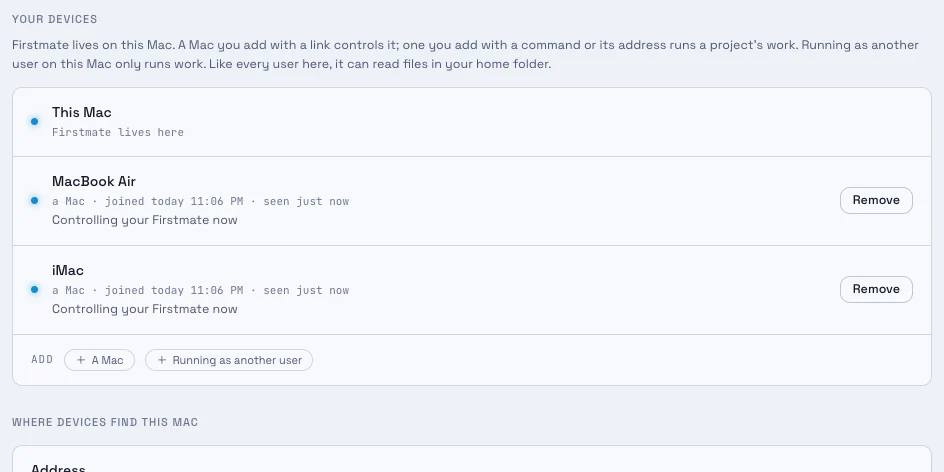 YOUR DEVICES
Firstmate lives on this Mac. A Mac you add with a link controls it; one you add with a command or its address runs a project's work. Running as another
user on this Mac only runs work. Like every user here, it can read files in your home folder.
This Mac
Firstmate lives here
MacBook Air
a Mac · joined today 11:06 PM · seen just now
Controlling your Firstmate now
Remove
iMac
a Mac · joined today 11:06 PM · seen just now
Controlling your Firstmate now
Remove
ADD + A Mac + Running as another user
WHERE DEVICES FIND THIS MAC
Address